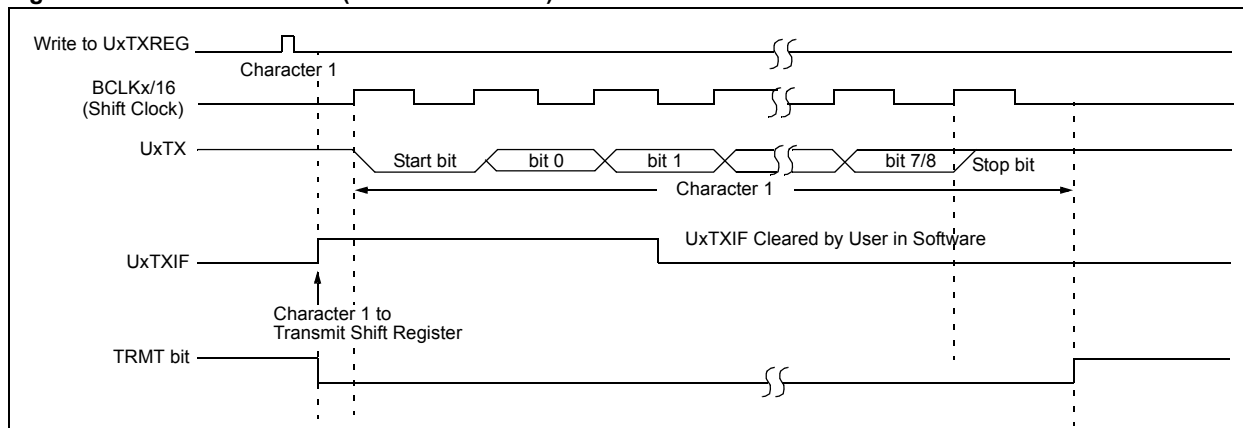 Write to UxTXREG
Character 1
BCLKx/16
(Shift Clock)
UxTX
Start bit
bit 0
bit 1
bit 7/8
Stop bit
Character 1
UxTXIF
UxTXIF Cleared by User in Software
Character 1 to
Transmit Shift Register
TRMT bit